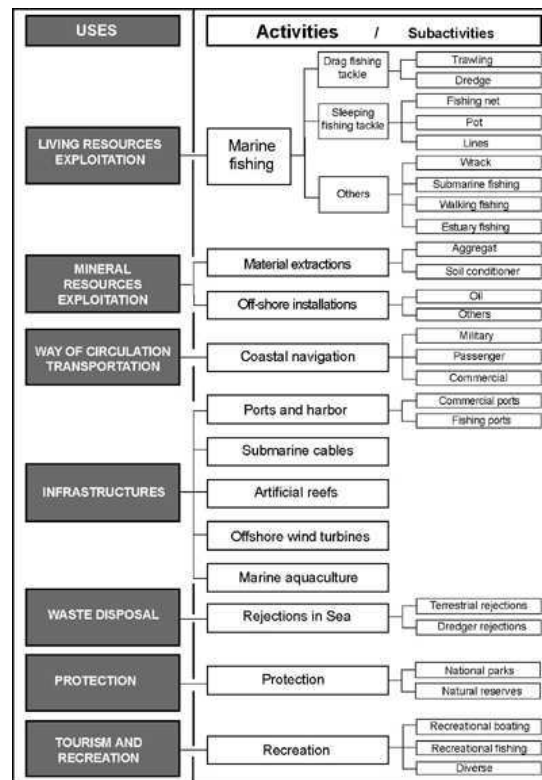 USES
Activities / Subactivities
LIVING RESOURCES
EXPLOITATION
Marine
fishing
Drag fishing
tackle
Trawling
Dredge
Sleeping
fishing tackle
Fishing net
Pot
Lines
Others
Wrack
Submarine fishing
Walking fishing
Estuary fishing
MINERAL
RESOURCES
EXPLOITATION
Material extractions
Aggregat
Soil conditioner
Off-shore installations
Oil
Others
WAY OF CIRCULATION
TRANSPORTATION
Coastal navigation
Military
Passenger
Commercial
INFRASTRUCTURES
Ports and harbor
Commercial ports
Fishing ports
Submarine cables
Artificial reefs
Offshore wind turbines
Marine aquaculture
WASTE DISPOSAL
Rejections in Sea
Terrestrial rejections
Dredger rejections
PROTECTION
Protection
National parks
Natural reserves
TOURISM AND
RECREATION
Recreation
Recreational boating
Recreational fishing
Diverse